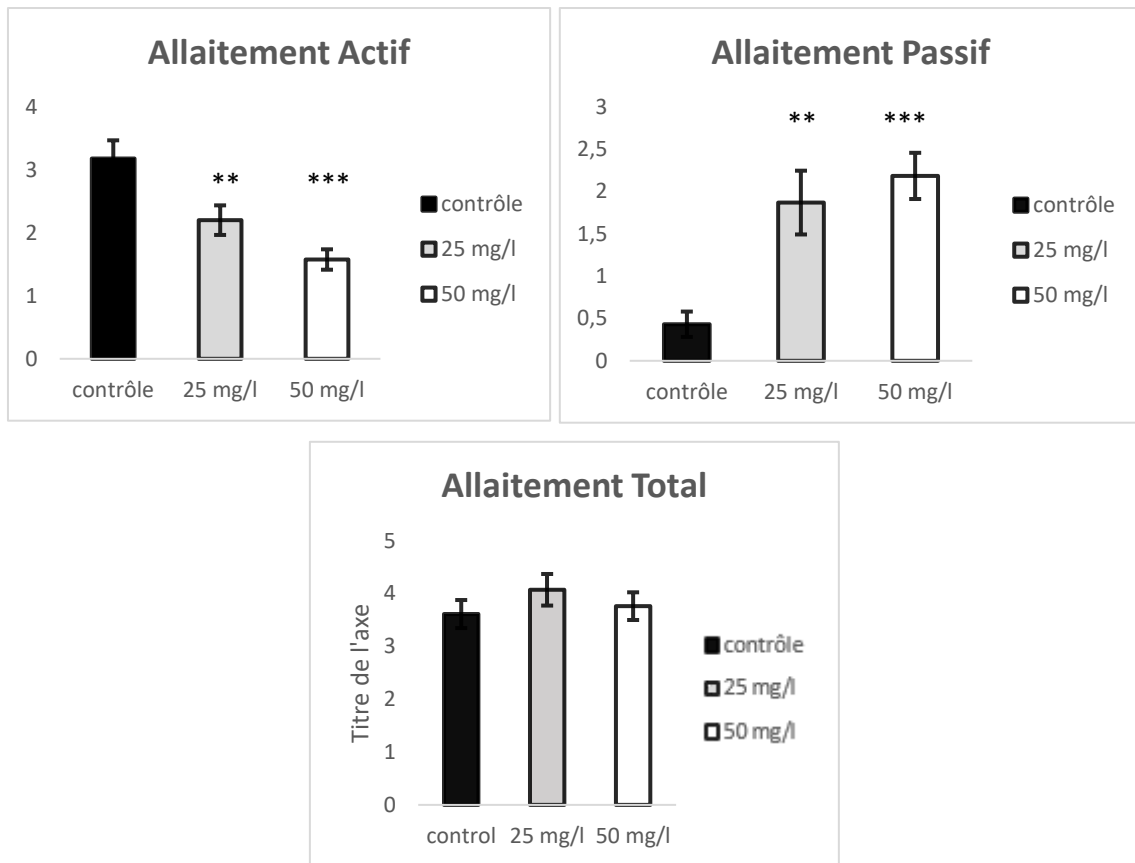 Allaitement Actif
4
3
2
1
0
** ***
contrôle 25 mg/l 50 mg/l
contrôle
25 mg/l
50 mg/l
Allaitement Passif
3
2,5
2
1,5
1
0,5
0
** ***
contrôle 25 mg/l 50 mg/l
contrôle
25 mg/l
50 mg/l
Allaitement Total
Titre de l'axe
5
4
3
2
1
0
control 25 mg/l 50 mg/l
contrôle
25 mg/l
50 mg/l